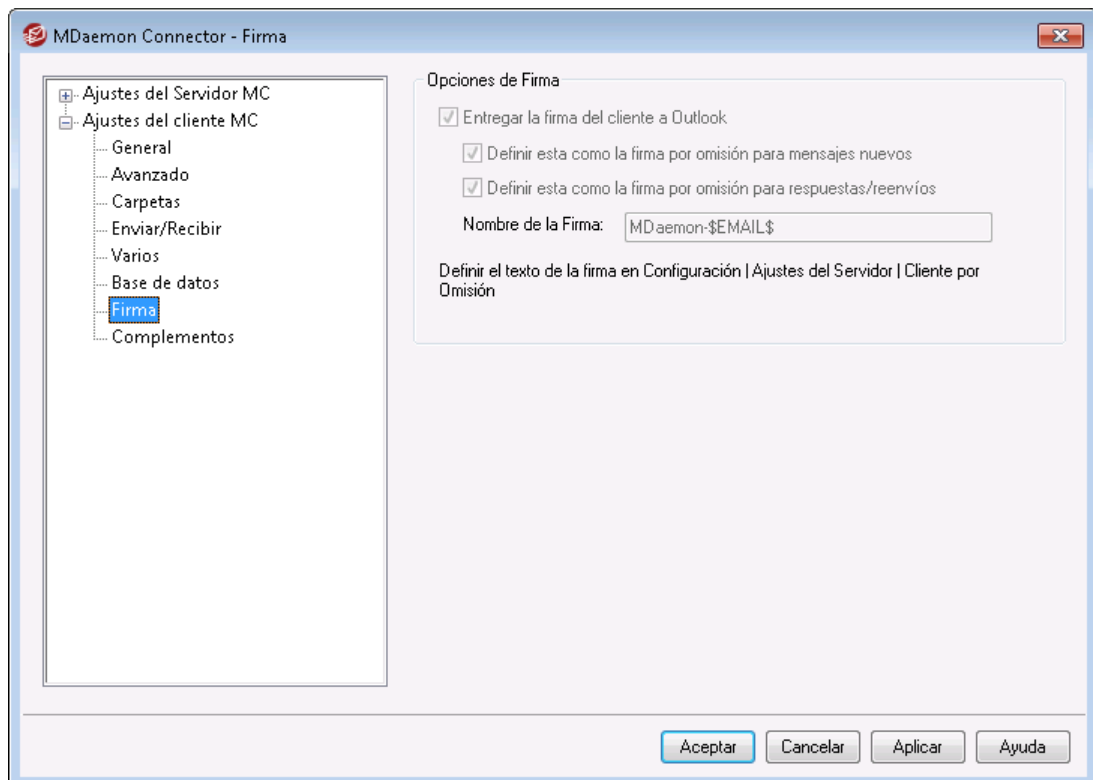 MDaemon Connector - Firma
Ajustes del Servidor MC
Ajustes del cliente MC
General
Avanzado
Carpetas
Enviar/Recibir
Varios
Base de datos
Firma
Complementos
Opciones de Firma
Entregar la firma del cliente a Outlook
Definir esta como la firma por omisión para mensajes nuevos
Definir esta como la firma por omisión para respuestas/reenvíos
Nombre de la Firma: MDaemon-$EMAIL$
Definir el texto de la firma en Configuración | Ajustes del Servidor | Cliente por
Omisión
Aceptar Cancelar Aplicar Ayuda